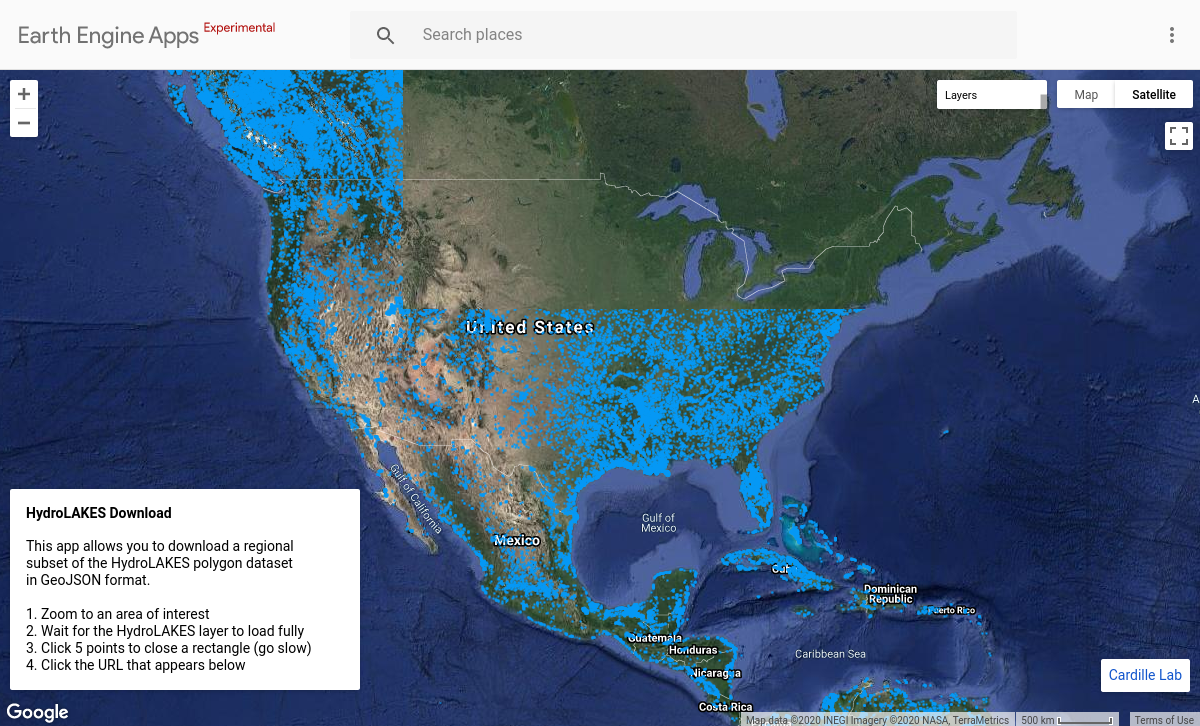 Earth Engine Apps Experimental
Search places
+
−
Layers
Map
Satellite
United States
A
Gulf of California
Gulf of
Mexico
Mexico
Dominican
Republic
Puerto Rico
Guatemala
Honduras
Caribbean Sea
Nicaragua
Costa Rica
HydroLAKES Download
This app allows you to download a regional
subset of the HydroLAKES polygon dataset
in GeoJSON format.
1. Zoom to an area of interest
2. Wait for the HydroLAKES layer to load fully
3. Click 5 points to close a rectangle (go slow)
4. Click the URL that appears below
Cardille Lab
Google
Map data ©2020 INEGI Imagery ©2020 NASA, TerraMetrics
500 km
Terms of Use